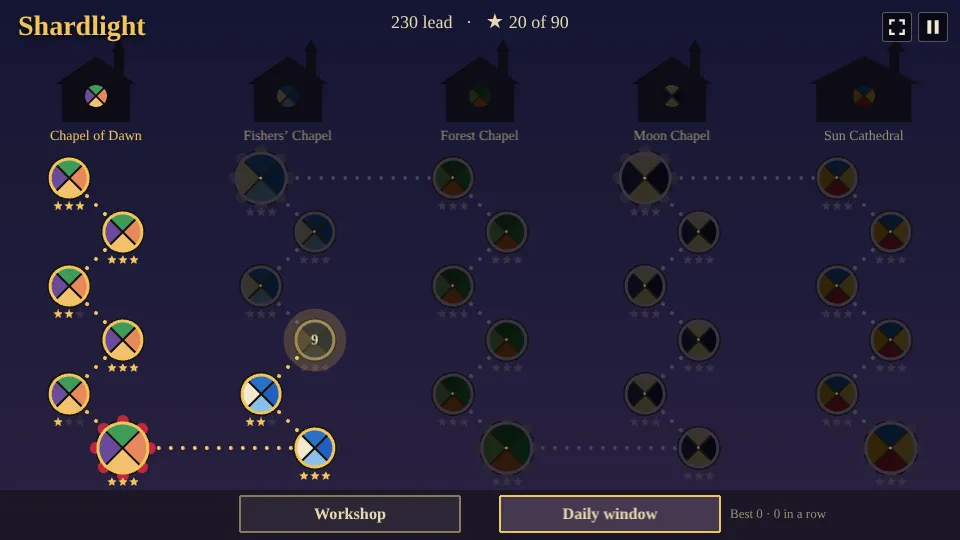 Shardlight
230 lead · ★ 20 of 90
Chapel of Dawn
Fishers’ Chapel
Forest Chapel
Moon Chapel
Sun Cathedral
9
Workshop
Daily window
Best 0 · 0 in a row